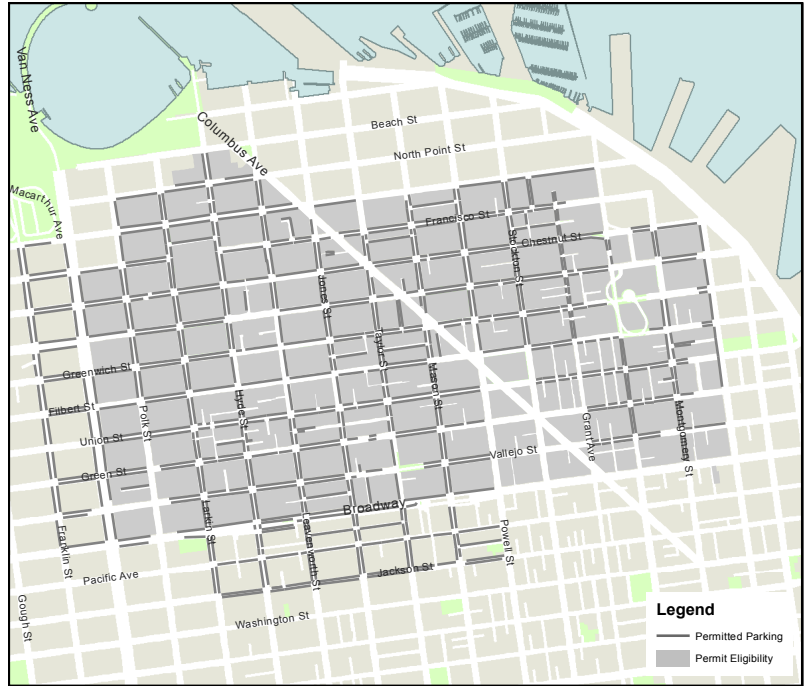 Van Ness Ave
Columbus Ave
Beach St
North Point St
Macarthur Ave
Francisco St
Stockton St
Chestnut St
Jones St
Taylor St
Mason St
Greenwich St
Filbert St
Polk St
Hyde St
Union St
Grant Ave
Montgomery St
Vallejo St
Green St
Broadway
Larkin St
Leavenworth St
Powell St
Franklin St
Pacific Ave
Jackson St
Gough St
Washington St
Legend
Permitted Parking
Permit Eligibility